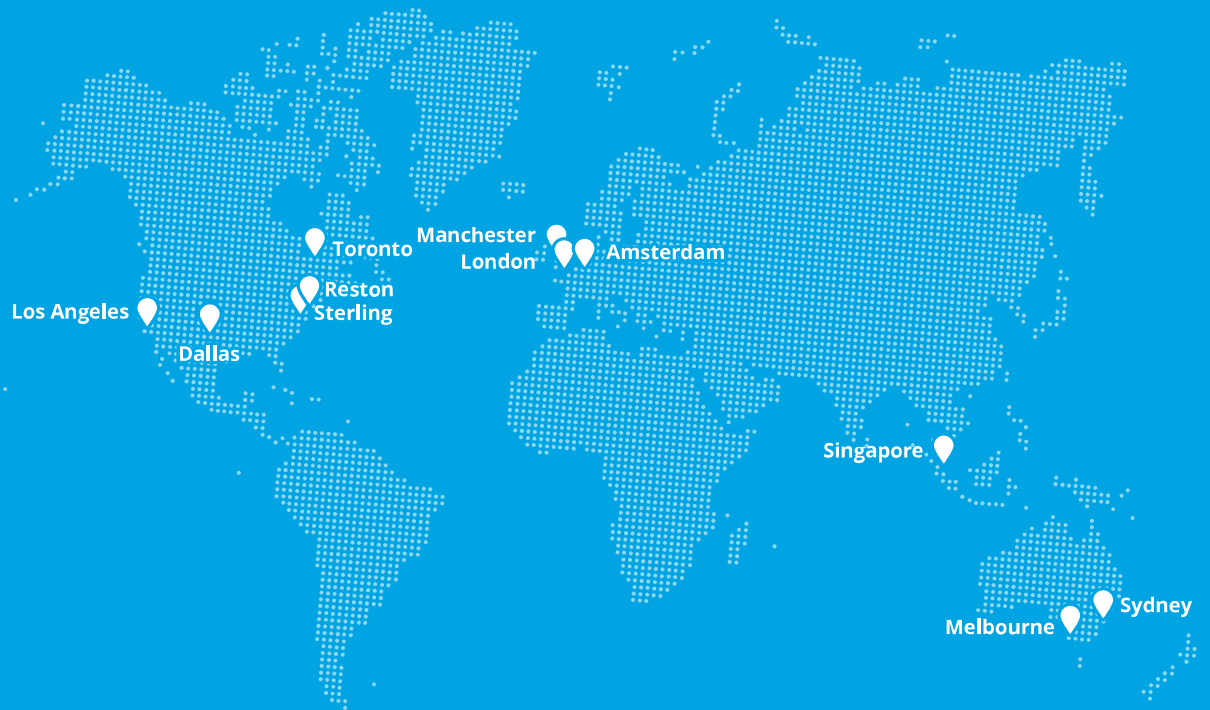 Toronto
Manchester
London
Amsterdam
Reston
Sterling
Los Angeles
Dallas
Singapore
Sydney
Melbourne